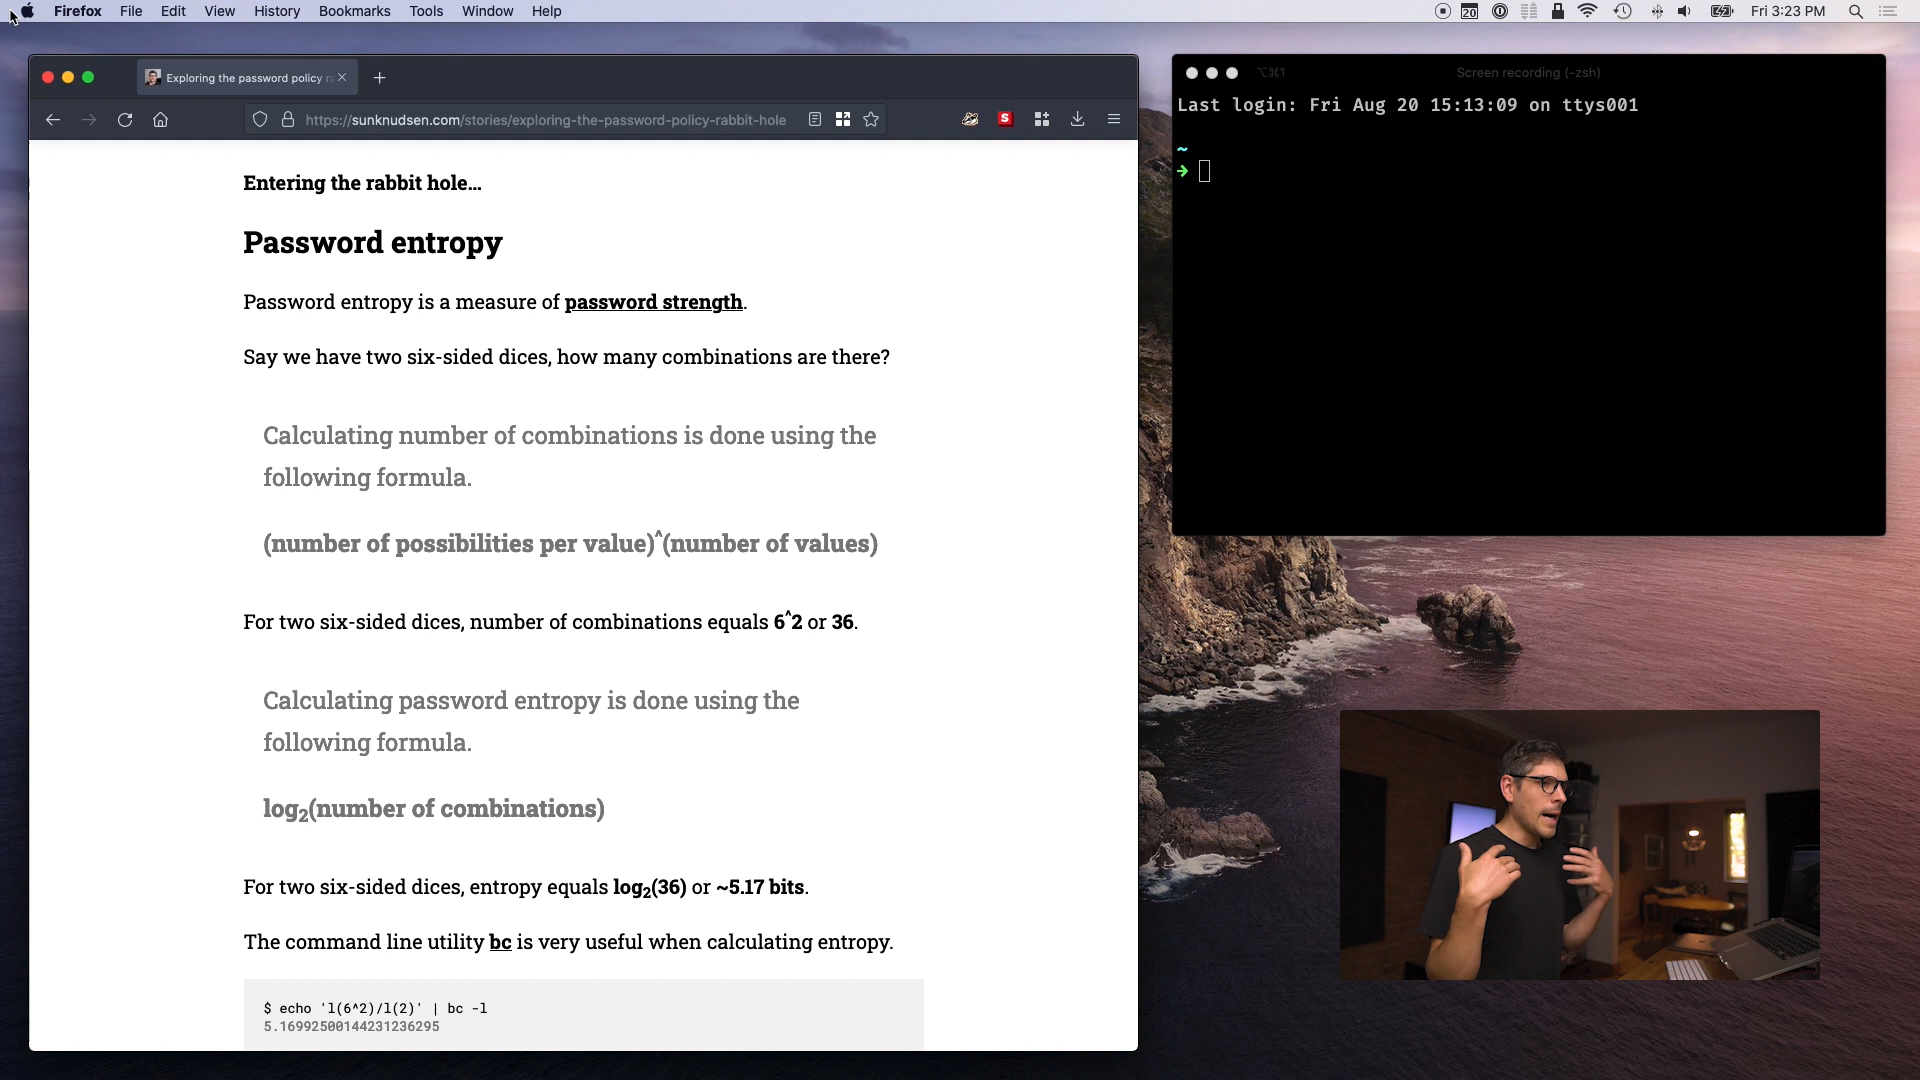 Firefox File Edit View History Bookmarks Tools Window Help
20
Fri 3:23 PM
Exploring the password policy ra
https://sunknudsen.com/stories/exploring-the-password-policy-rabbit-hole
S
Entering the rabbit hole…
Password entropy
Password entropy is a measure of password strength.
Say we have two six-sided dices, how many combinations are there?
Calculating number of combinations is done using the
following formula.
(number of possibilities per value)^(number of values)
For two six-sided dices, number of combinations equals 6^2 or 36.
Calculating password entropy is done using the
following formula.
log₂(number of combinations)
For two six-sided dices, entropy equals log₂(36) or ~5.17 bits.
The command line utility bc is very useful when calculating entropy.
$ echo 'l(6^2)/l(2)' | bc -l
5.16992500144231236295
⌥⌘1
Screen recording (-zsh)
Last login: Fri Aug 20 15:13:09 on ttys001
~
➜